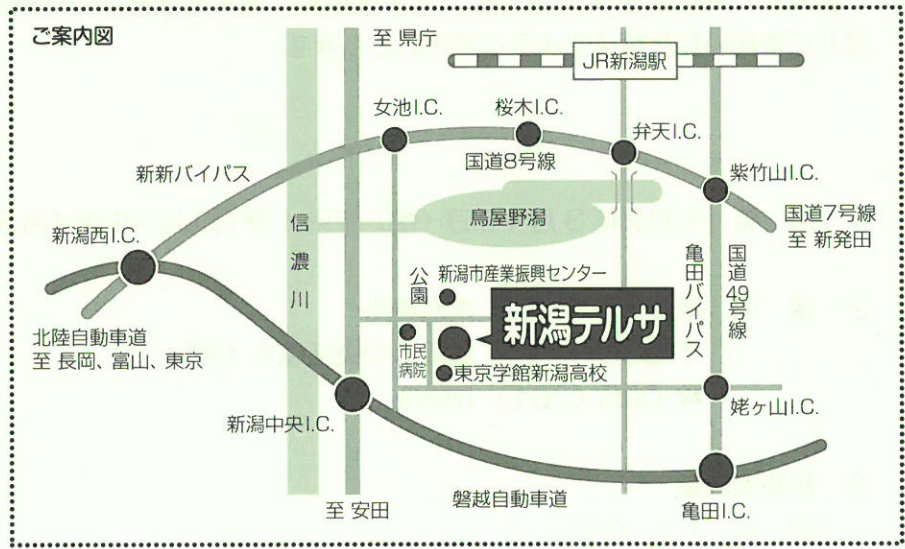 ご案内図
至 県庁
JR新潟駅
女池I.C.
桜木I.C.
弁天I.C.
国道8号線
新新バイパス
紫竹山I.C.
国道7号線
至 新発田
鳥屋野潟
新潟西I.C.
信濃川
公園
新潟市産業振興センター
亀田バイパス
国道49号線
新潟テルサ
北陸自動車道
至 長岡、富山、東京
市民
病院
東京学館新潟高校
姥ヶ山I.C.
新潟中央I.C.
至 安田
磐越自動車道
亀田I.C.